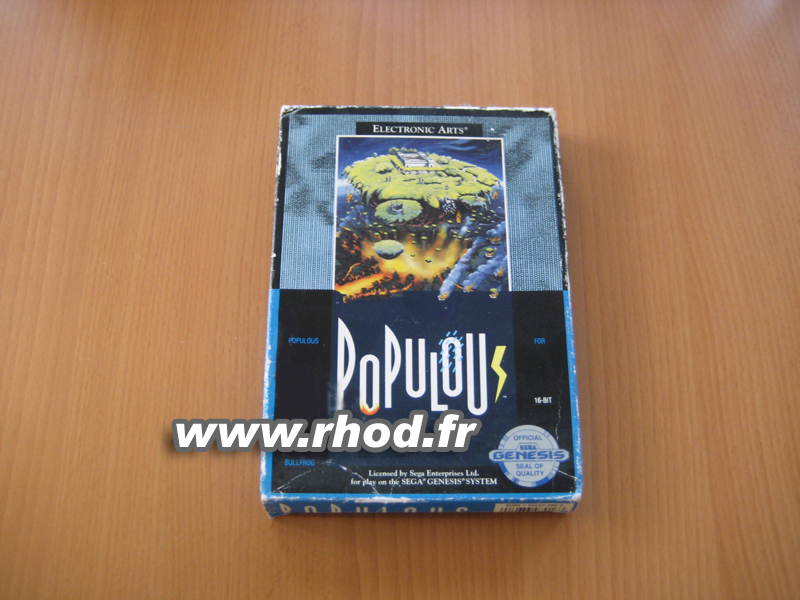 ELECTRONIC ARTS®
POPULOUS
FOR
POPULOUS
16-BIT
www.rhod.fr
OFFICIAL
SEGA
GENESIS
SEAL OF
QUALITY
BULLFROG
Licensed by Sega Enterprises Ltd.
for play on the SEGA® GENESIS® SYSTEM
POPULOUS